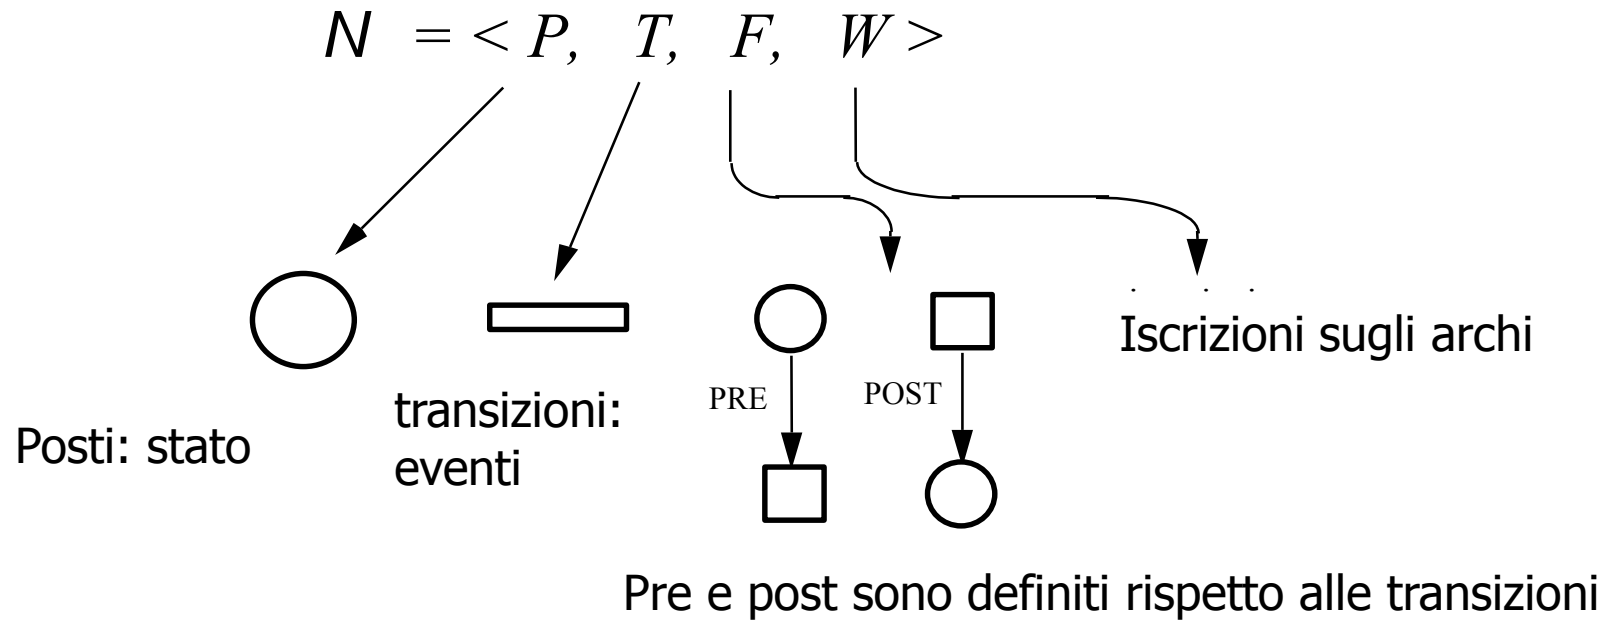 N = < P, T, F, W >
Iscrizioni sugli archi
PRE
POST
transizioni:
eventi
Posti: stato
Pre e post sono definiti rispetto alle transizioni